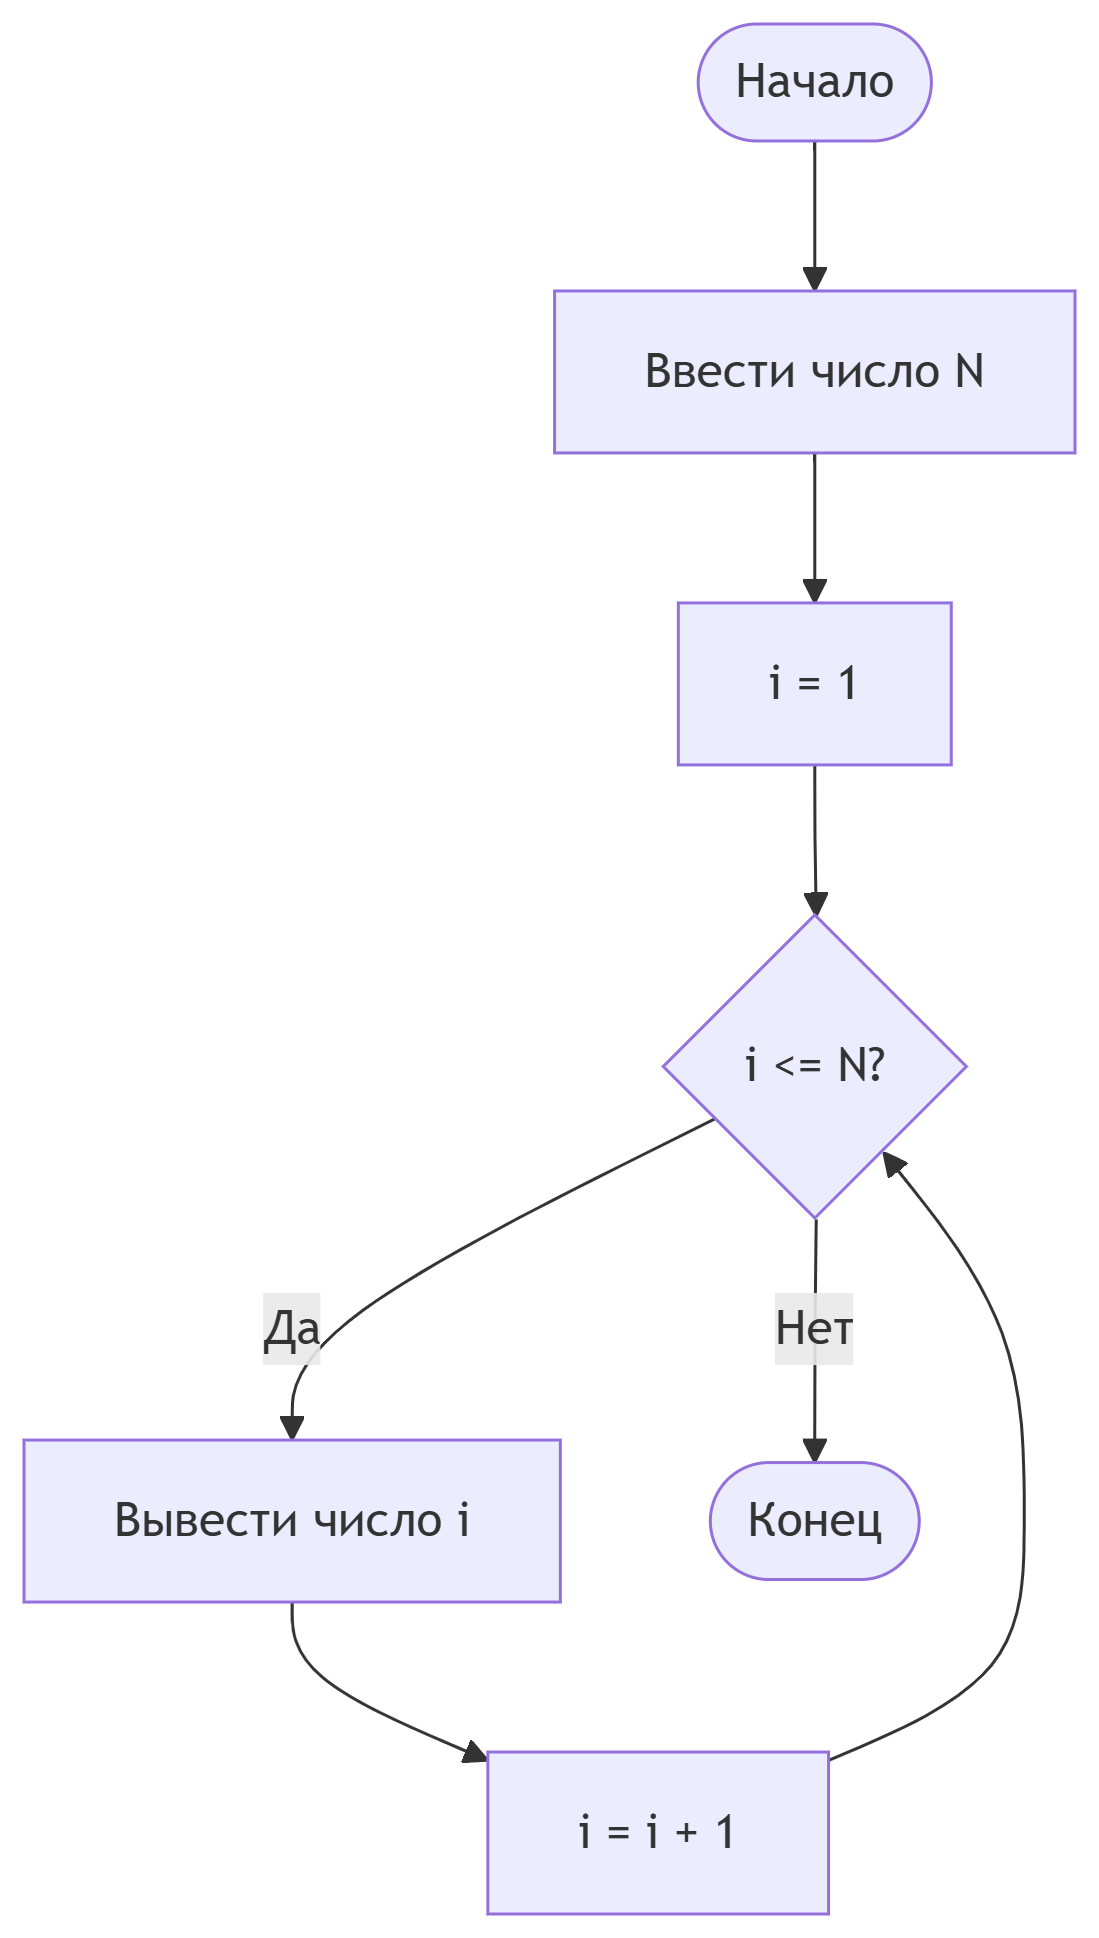 Начало
Ввести число N
i = 1
i <= N?
Да
Нет
Вывести число i
Конец
i = i + 1